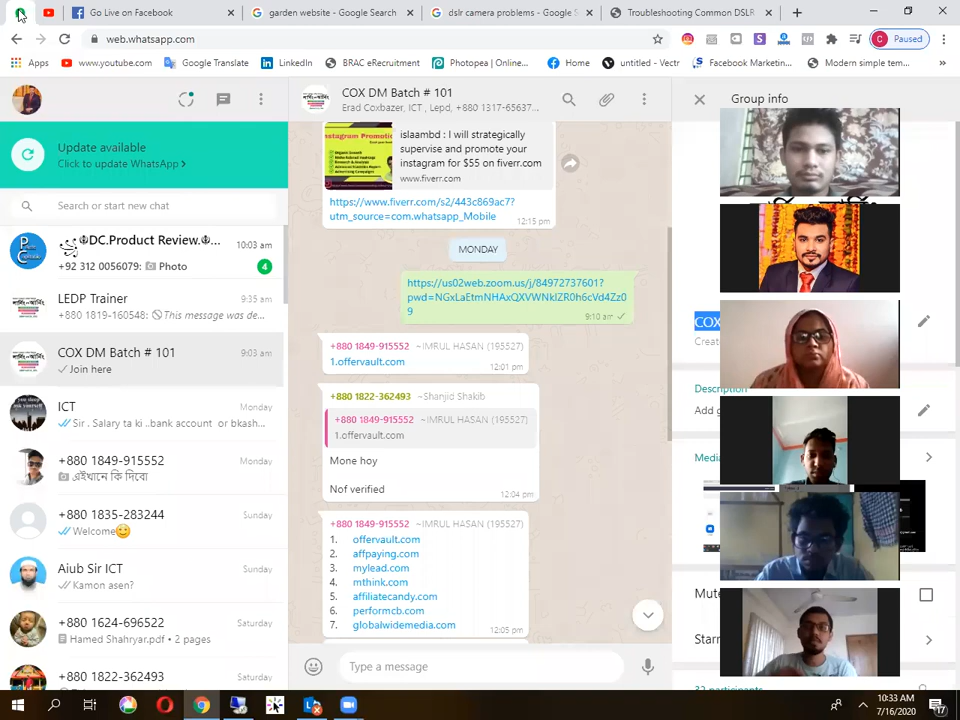 Go Live on Facebook
garden website - Google Search
dslr camera problems - Google S
Troubleshooting Common DSLR
web.whatsapp.com
Paused
Apps
www.youtube.com
Google Translate
LinkedIn
BRAC eRecruitment
Photopea | Online...
Home
untitled - Vectr
Facebook Marketin...
Modern simple tem...
COX DM Batch # 101
Erad Coxbazer, ICT , Lepd, +880 1317-65637...
Group info
Update available
Click to update WhatsApp
Search or start new chat
DC.Product Review.
10:03 am
+92 312 0056079: Photo
4
LEDP Trainer
9:35 am
+880 1819-160548: This message was de...
COX DM Batch # 101
9:03 am
Join here
ICT
Monday
Sir . Salary ta ki ..bank account or bkash...
+880 1849-915552
Monday
এইখানে কি দিবো
+880 1835-283244
Sunday
Welcome
Aiub Sir ICT
Sunday
Kamon asen?
+880 1624-696522
Saturday
Hamed Shahryar.pdf • 2 pages
+880 1822-362493
Saturday
Instagram Promotio
islaambd : I will strategically
supervise and promote your
instagram for $55 on fiverr.com
www.fiverr.com
https://www.fiverr.com/s2/443c869ac7?
utm_source=com.whatsapp_Mobile
12:15 pm
MONDAY
https://us02web.zoom.us/j/84972737601?
pwd=NGxLaEtmNHAxQXVWNklZR0h6cVd4Zz0
9
9:10 am
+880 1849-915552 ~IMRUL HASAN (195527)
1.offervault.com
12:01 pm
+880 1822-362493 ~Shanjid Shakib
+880 1849-915552 ~IMRUL HASAN (195527)
1.offervault.com
Mone hoy
Nof verified
12:04 pm
+880 1849-915552 ~IMRUL HASAN (195527)
1. offervault.com
2. affpaying.com
3. mylead.com
4. mthink.com
5. affiliatecandy.com
6. performcb.com
7. globalwidemedia.com
12:05 pm
Type a message
COX
Create
Description
Add g
Media
Mute
Starr
32 participants
10:33 AM
7/16/2020
17